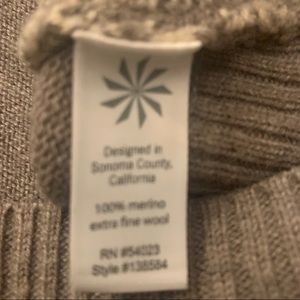 Designed in
Sonoma County,
California
100% merino
extra fine wool
RN #54023
Style #138584